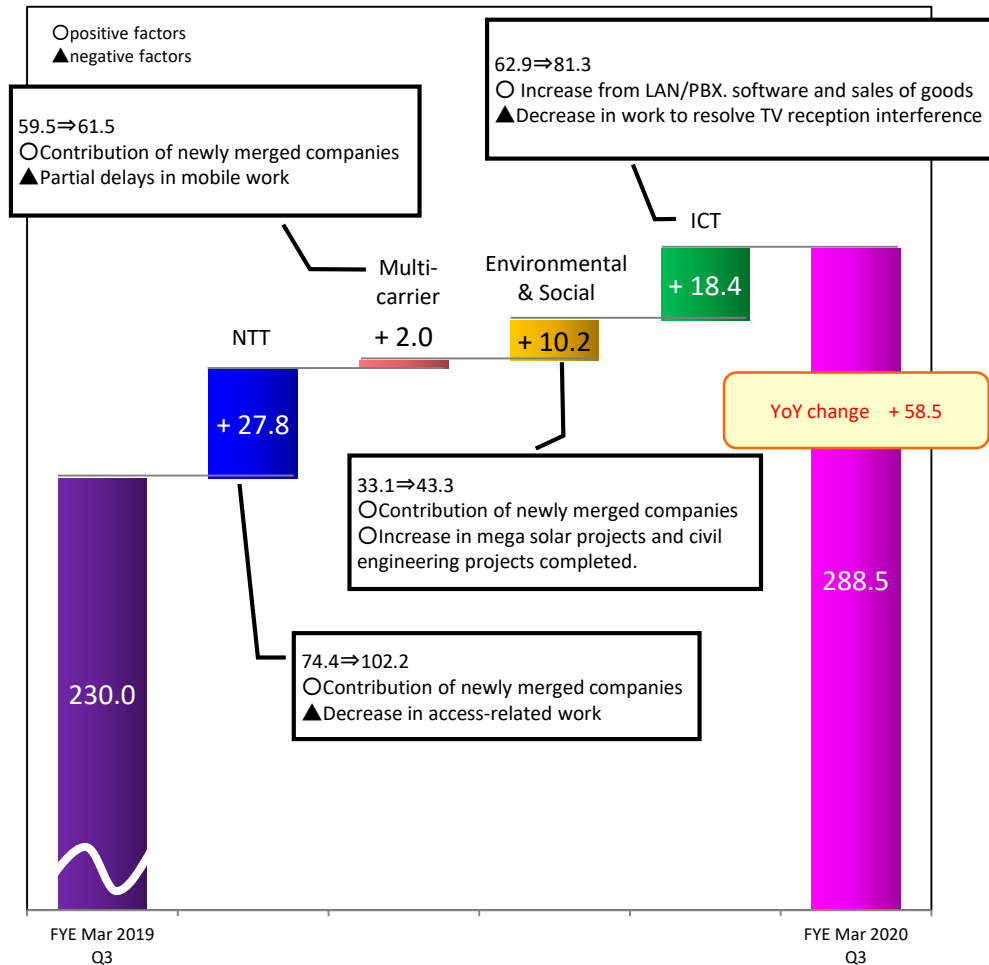 ○positive factors
▲negative factors
62.9⇒81.3
○ Increase from LAN/PBX. software and sales of goods
▲Decrease in work to resolve TV reception interference
59.5⇒61.5
○Contribution of newly merged companies
▲Partial delays in mobile work
ICT
+ 18.4
Environmental
& Social
+ 10.2
Multi-
carrier
+ 2.0
NTT
+ 27.8
YoY change + 58.5
33.1⇒43.3
○Contribution of newly merged companies
○Increase in mega solar projects and civil
engineering projects completed.
288.5
74.4⇒102.2
○Contribution of newly merged companies
▲Decrease in access-related work
230.0
FYE Mar 2019
Q3
FYE Mar 2020
Q3